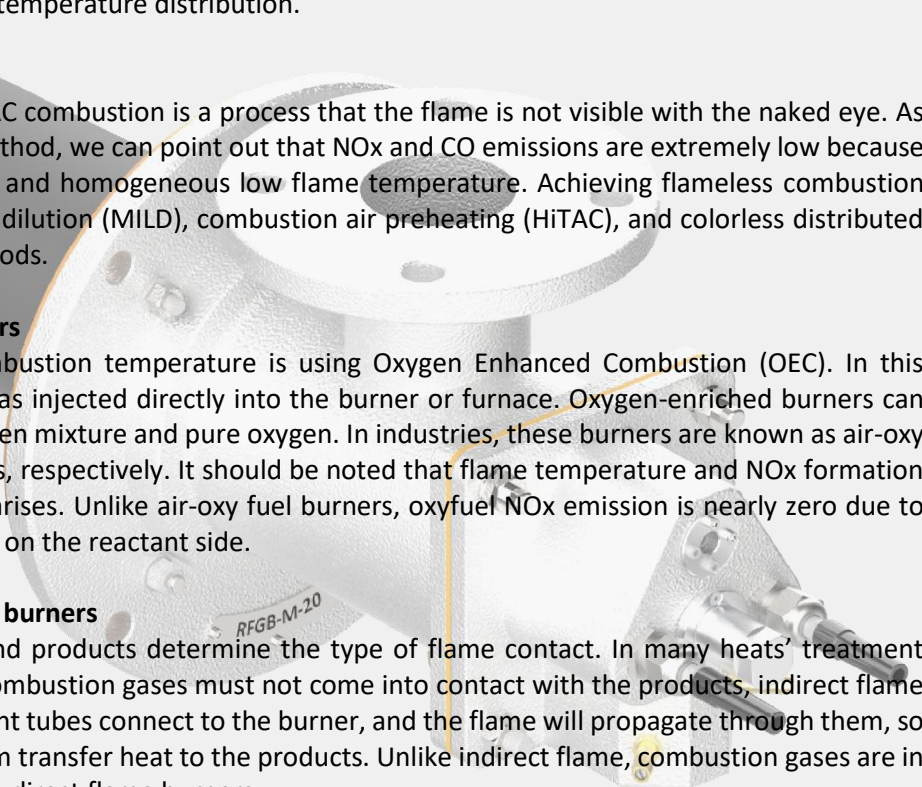 temperature distribution.
AC combustion is a process that the flame is not visible with the naked eye. As
thod, we can point out that NOx and CO emissions are extremely low because
and homogeneous low flame temperature. Achieving flameless combustion
dilution (MILD), combustion air preheating (HiTAC), and colorless distributed
ods.
rs
mbustion temperature is using Oxygen Enhanced Combustion (OEC). In this
as injected directly into the burner or furnace. Oxygen-enriched burners can
en mixture and pure oxygen. In industries, these burners are known as air-oxy
s, respectively. It should be noted that flame temperature and NOx formation
arises. Unlike air-oxy fuel burners, oxyfuel NOx emission is nearly zero due to
on the reactant side.
burners
RFGB-M-20
nd products determine the type of flame contact. In many heats’ treatment
ombustion gases must not come into contact with the products, indirect flame
nt tubes connect to the burner, and the flame will propagate through them, so
m transfer heat to the products. Unlike indirect flame, combustion gases are in
direct flame burners